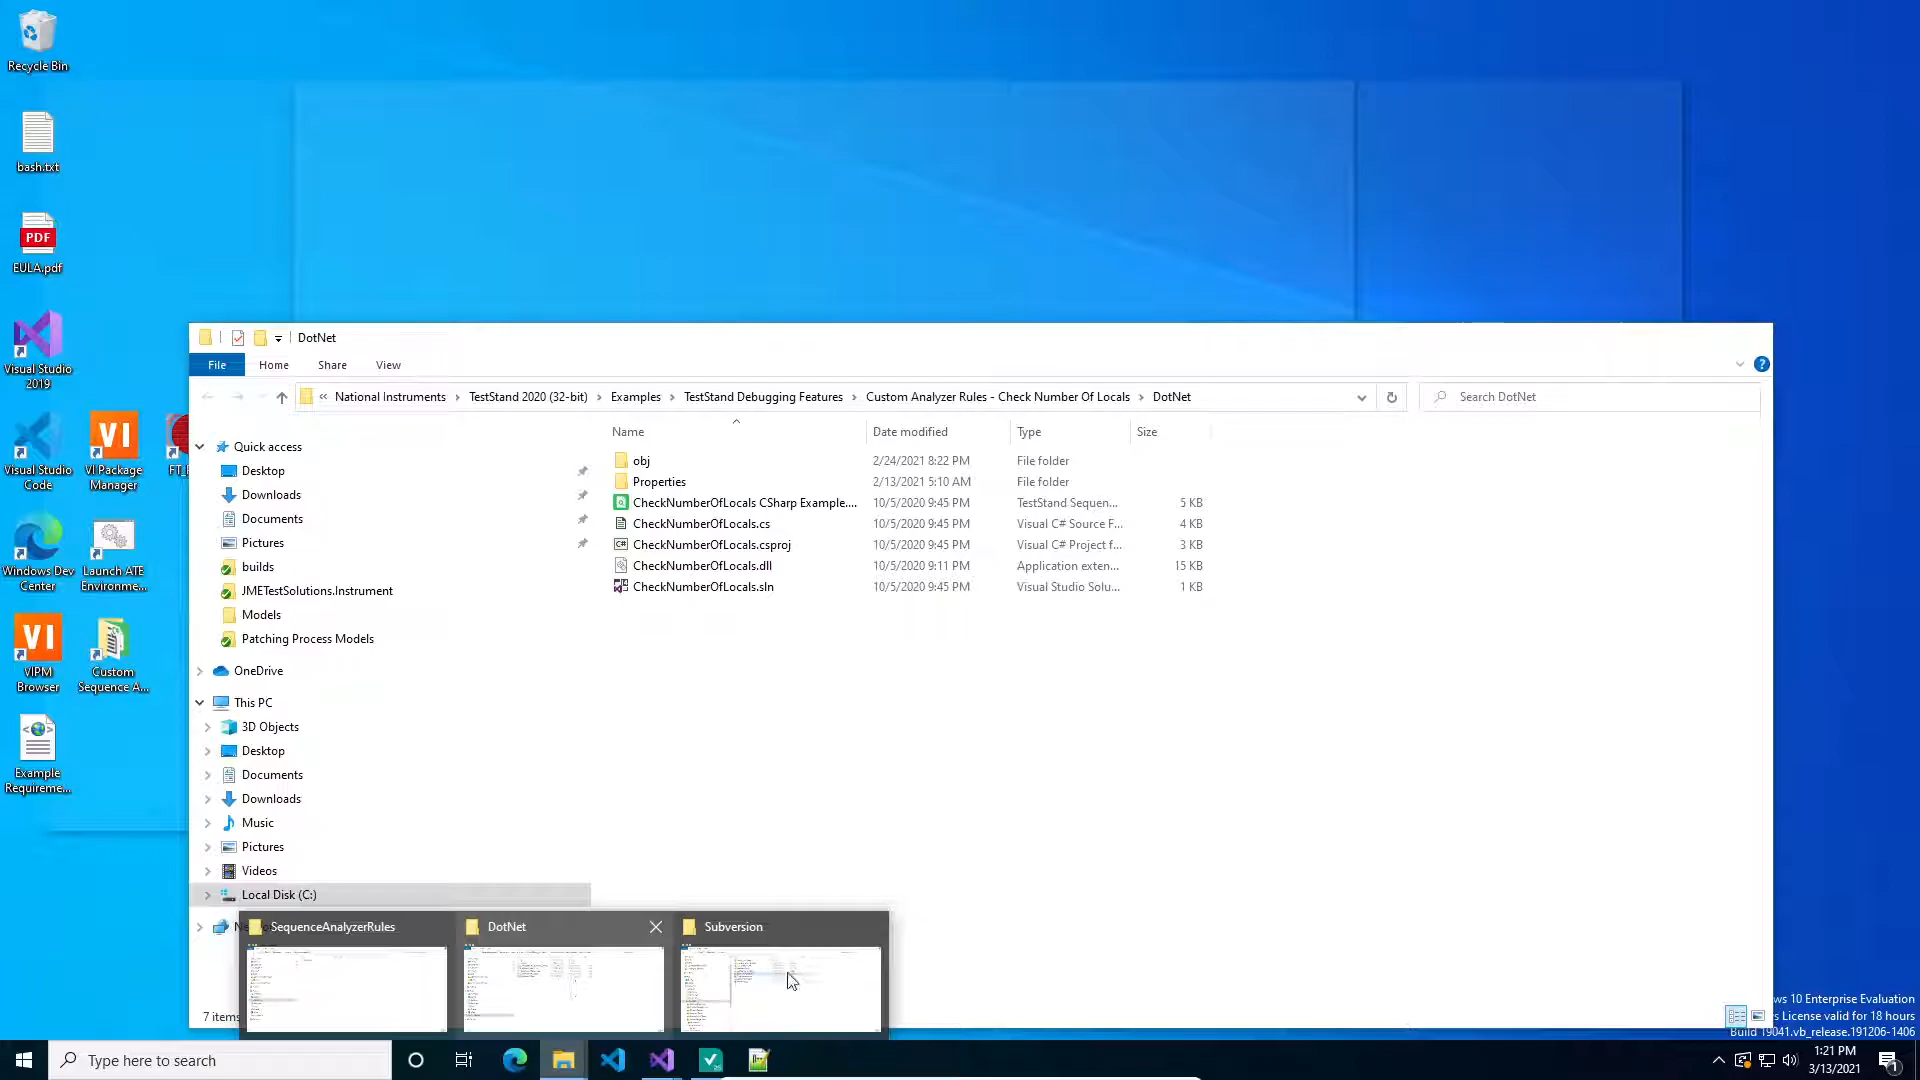 Recycle Bin
bash.txt
PDF
EULA.pdf
Visual Studio
2019
Visual Studio
Code
VI
VI Package
Manager
Windows Dev
Center
Launch ATE
Environme...
VI
VIPM
Browser
Custom
Sequence A...
Example
Requireme...
DotNet
File
Home
Share
View
« National Instruments › TestStand 2020 (32-bit) › Examples › TestStand Debugging Features › Custom Analyzer Rules - Check Number Of Locals › DotNet
Search DotNet
Name
Date modified
Type
Size
obj 2/24/2021 8:22 PM File folder
Properties 2/13/2021 5:10 AM File folder
CheckNumberOfLocals CSharp Example.... 10/5/2020 9:45 PM TestStand Sequen... 5 KB
CheckNumberOfLocals.cs 10/5/2020 9:45 PM Visual C# Source F... 4 KB
CheckNumberOfLocals.csproj 10/5/2020 9:45 PM Visual C# Project f... 3 KB
CheckNumberOfLocals.dll 10/5/2020 9:11 PM Application exten... 15 KB
CheckNumberOfLocals.sln 10/5/2020 9:45 PM Visual Studio Solu... 1 KB
Quick access
Desktop
Downloads
Documents
Pictures
builds
JMETestSolutions.Instrument
Models
Patching Process Models
OneDrive
This PC
3D Objects
Desktop
Documents
Downloads
Music
Pictures
Videos
Local Disk (C:)
SequenceAnalyzerRules
DotNet
Subversion
7 items
ws 10 Enterprise Evaluation
s License valid for 18 hours
Build 19041.vb_release.191206-1406
Type here to search
1:21 PM
3/13/2021
1